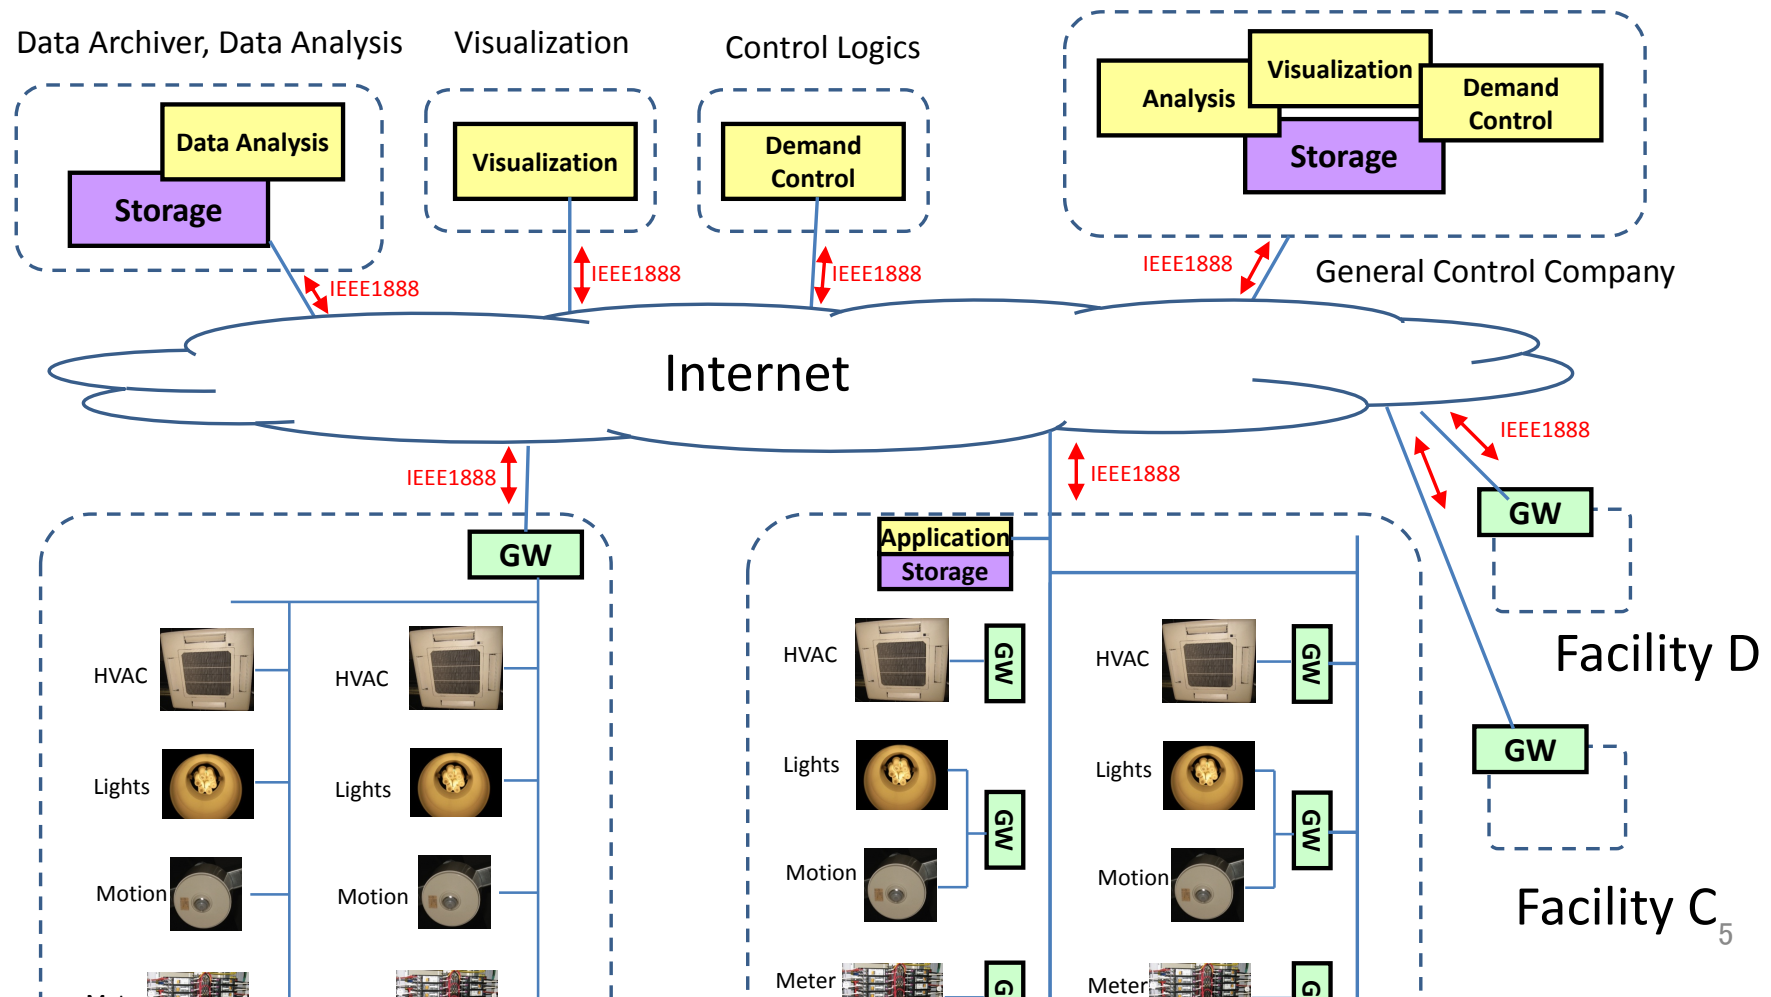 Data Archiver, Data Analysis
Visualization
Control Logics
Data Analysis
Storage
Visualization
Demand
Control
Analysis
Visualization
Demand
Control
Storage
IEEE1888
IEEE1888
IEEE1888
IEEE1888
General Control Company
Internet
IEEE1888
IEEE1888
IEEE1888
GW
Application
Storage
GW
HVAC
HVAC
HVAC
GW
HVAC
GW
Facility D
Lights
Lights
Lights
GW
Lights
GW
GW
Motion
Motion
Motion
Motion
Facility C
5
Meter
Meter